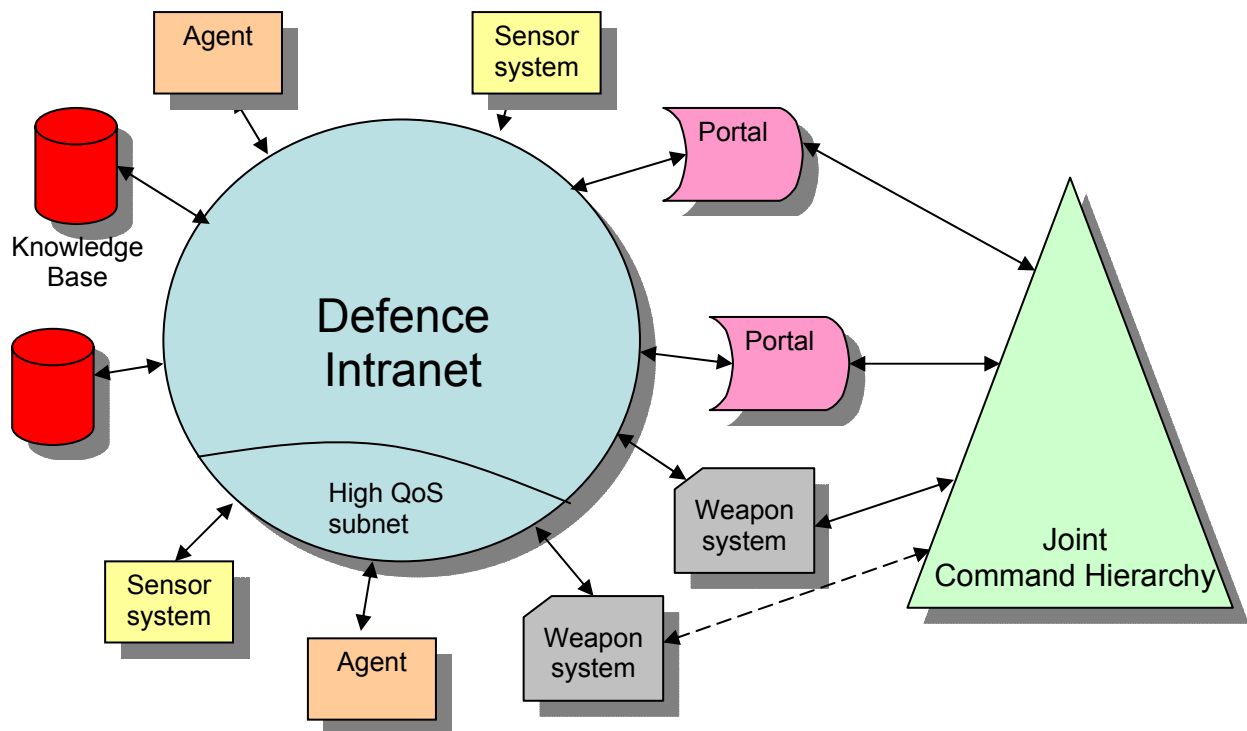 Agent
Sensor
system
Portal
Knowledge
Base
Defence
Intranet
Portal
High QoS
subnet
Weapon
system
Joint
Command Hierarchy
Sensor
system
Weapon
system
Agent